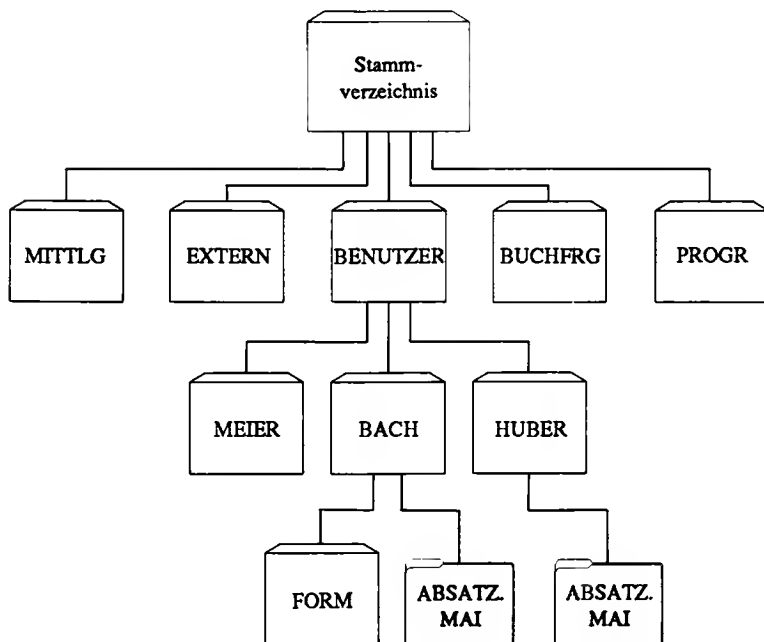 Stamm-
verzeichnis
MITTLG
EXTERN
BENUTZER
BUCHFRG
PROGR
MEIER
BACH
HUBER
FORM
ABSATZ.
MAI
ABSATZ.
MAI